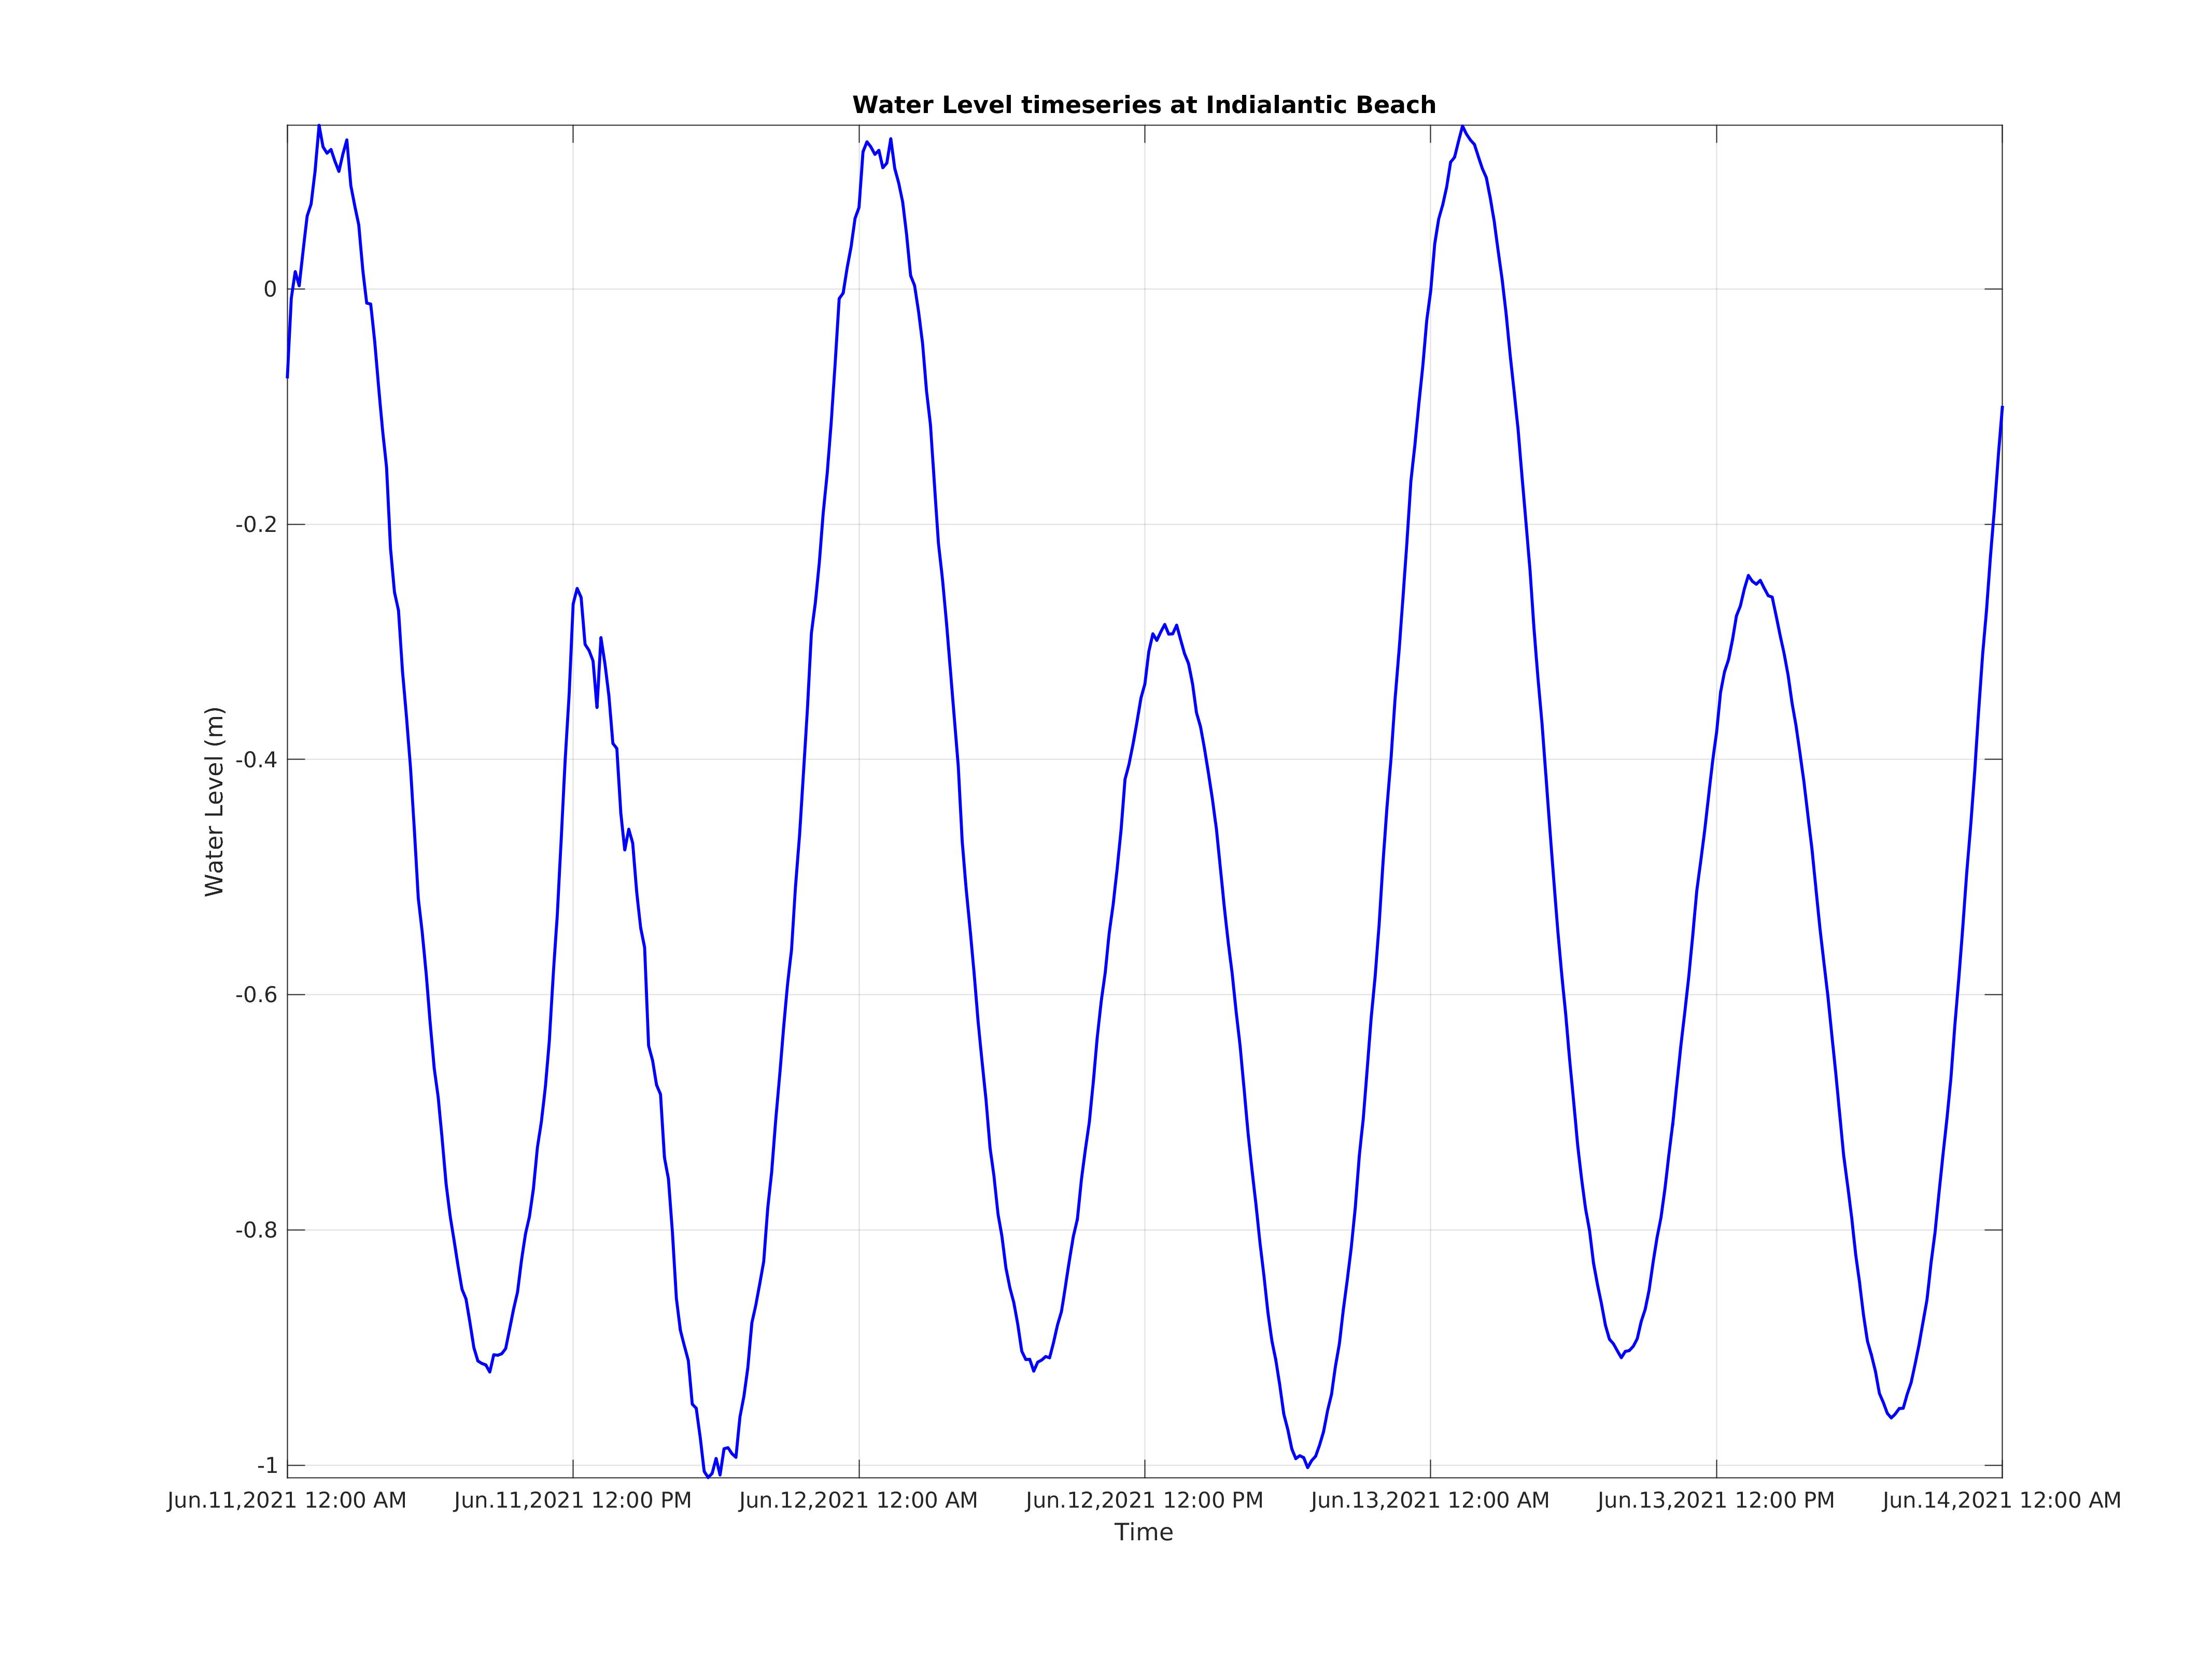 Water Level timeseries at Indialantic Beach
0
-0.2
-0.4
-0.6
-0.8
-1
Water Level (m)
Jun.11,2021 12:00 AM Jun.11,2021 12:00 PM Jun.12,2021 12:00 AM Jun.12,2021 12:00 PM Jun.13,2021 12:00 AM Jun.13,2021 12:00 PM Jun.14,2021 12:00 AM
Time